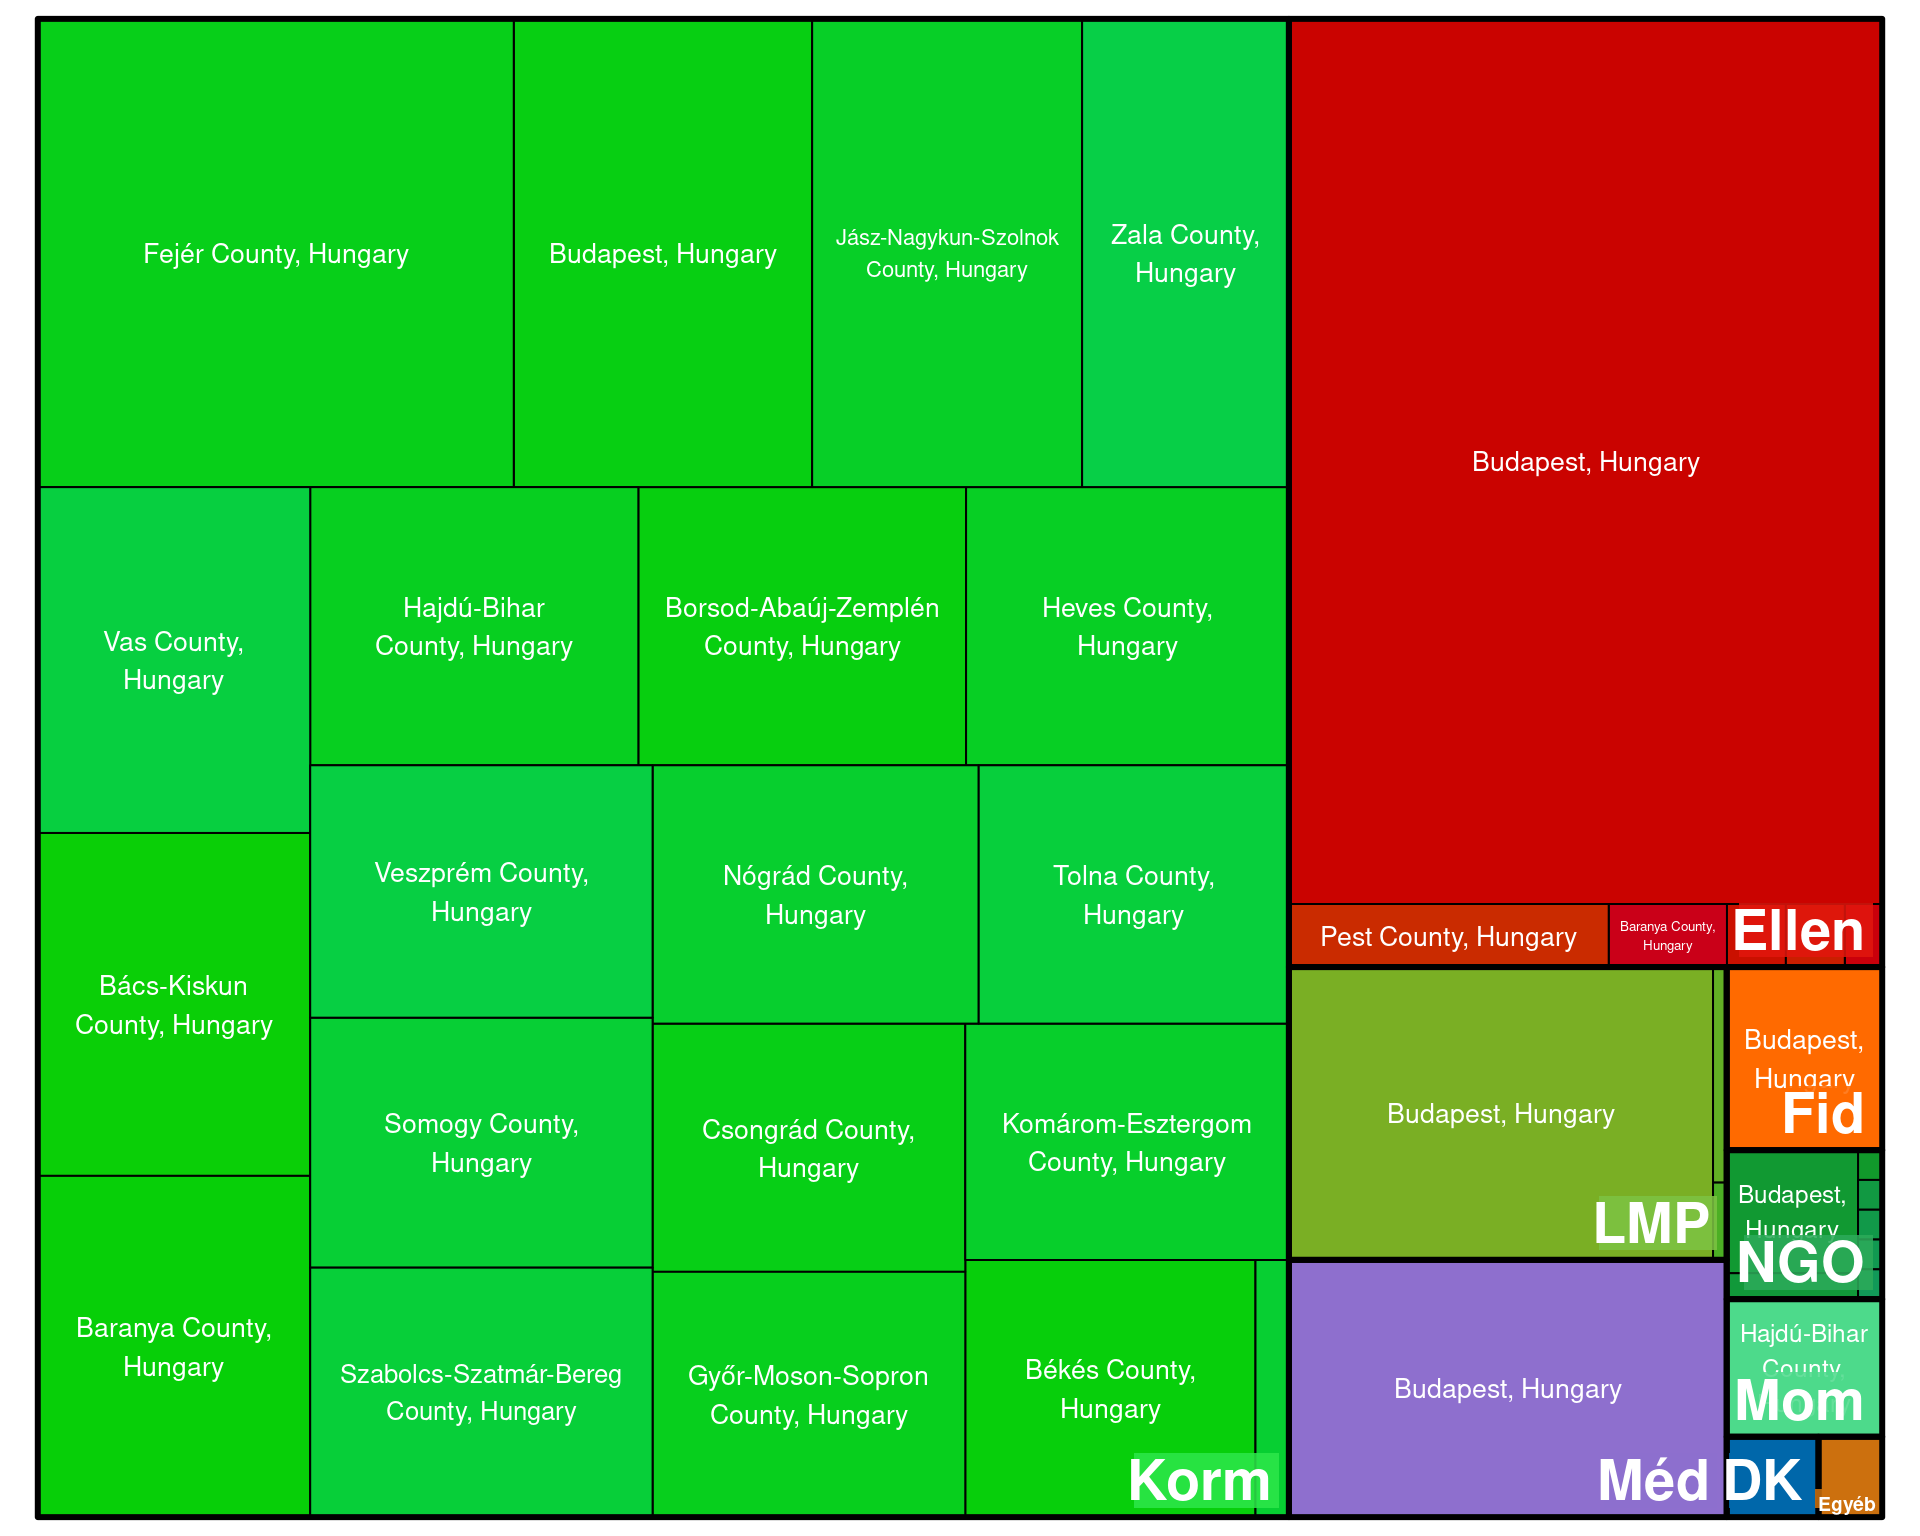 Fejér County, Hungary
Budapest, Hungary
Jász-Nagykun-Szolnok
County, Hungary
Zala County,
Hungary
Budapest, Hungary
Vas County,
Hungary
Hajdú-Bihar
County, Hungary
Borsod-Abaúj-Zemplén
County, Hungary
Heves County,
Hungary
Veszprém County,
Hungary
Nógrád County,
Hungary
Tolna County,
Hungary
Pest County, Hungary
Baranya County,
Hungary
Ellen
Bács-Kiskun
County, Hungary
Somogy County,
Hungary
Csongrád County,
Hungary
Komárom-Esztergom
County, Hungary
Budapest, Hungary
LMP
Budapest,
Hungary
Fid
Budapest,
Hungary
NGO
Baranya County,
Hungary
Szabolcs-Szatmár-Bereg
County, Hungary
Győr-Moson-Sopron
County, Hungary
Békés County,
Hungary
Korm
Budapest, Hungary
Méd
Hajdú-Bihar
County,
Mom
DK
Egyéb